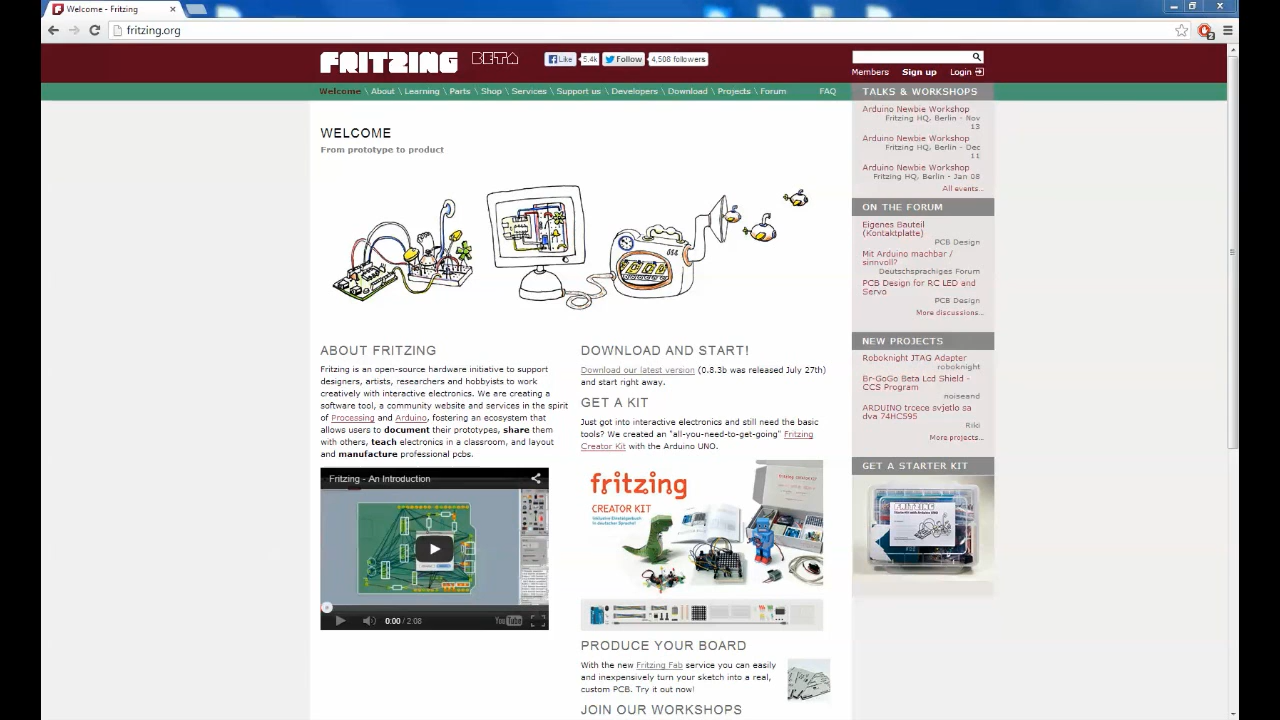 Welcome - Fritzing
fritzing.org
FRITZING BETA
Like 5.4k Follow 4,508 followers
Members Sign up Login
Welcome \ About \ Learning \ Parts \ Shop \ Services \ Support us \ Developers \ Download \ Projects \ Forum FAQ
WELCOME
From prototype to product
ABOUT FRITZING
Fritzing is an open-source hardware initiative to support
designers, artists, researchers and hobbyists to work
creatively with interactive electronics. We are creating a
software tool, a community website and services in the spirit
of Processing and Arduino, fostering an ecosystem that
allows users to document their prototypes, share them
with others, teach electronics in a classroom, and layout
and manufacture professional pcbs.
Fritzing - An Introduction
0:00 / 2:08
YouTube
DOWNLOAD AND START!
Download our latest version (0.8.3b was released July 27th)
and start right away.
GET A KIT
Just got into interactive electronics and still need the basic
tools? We created an "all-you-need-to-get-going" Fritzing
Creator Kit with the Arduino UNO.
fritzing
CREATOR KIT
PRODUCE YOUR BOARD
With the new Fritzing Fab service you can easily
and inexpensively turn your sketch into a real,
custom PCB. Try it out now!
JOIN OUR WORKSHOPS
TALKS & WORKSHOPS
Arduino Newbie Workshop
Fritzing HQ, Berlin - Nov
13
Arduino Newbie Workshop
Fritzing HQ, Berlin - Dec
11
Arduino Newbie Workshop
Fritzing HQ, Berlin - Jan 08
All events...
ON THE FORUM
Eigenes Bauteil
(Kontaktplatte)
PCB Design
Mit Arduino machbar /
sinnvoll?
Deutschsprachiges Forum
PCB Design for RC LED and
Servo
PCB Design
More discussions...
NEW PROJECTS
Roboknight JTAG Adapter
roboknight
Br-GoGo Beta Lcd Shield -
CCS Program
noiseand
ARDUINO trcece svjetlo sa
dva 74HC595
Riki
More projects...
GET A STARTER KIT
FRITZING